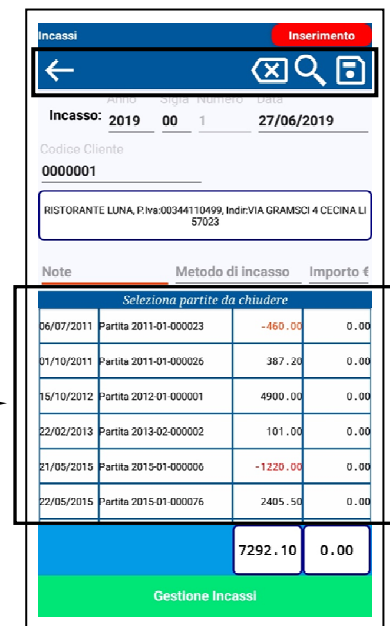 Incassi Inserimento
Anno Sigla Numero Data
Incasso: 2019 00 1 27/06/2019
Codice Cliente
0000001
RISTORANTE LUNA, P.Iva:00344110499, Indir:VIA GRAMSCI 4 CECINA LI
57023
Note Metodo di incasso Importo €
Seleziona partite da chiudere
06/07/2011 Partita 2011-01-000023 -460.00 0.00
01/10/2011 Partita 2011-01-000026 387.20 0.00
15/10/2012 Partita 2012-01-000001 4900.00 0.00
22/02/2013 Partita 2013-02-000002 101.00 0.00
21/05/2015 Partita 2015-01-000006 -1220.00 0.00
22/05/2015 Partita 2015-01-000076 2405.50 0.00
7292.10 0.00
Gestione Incassi